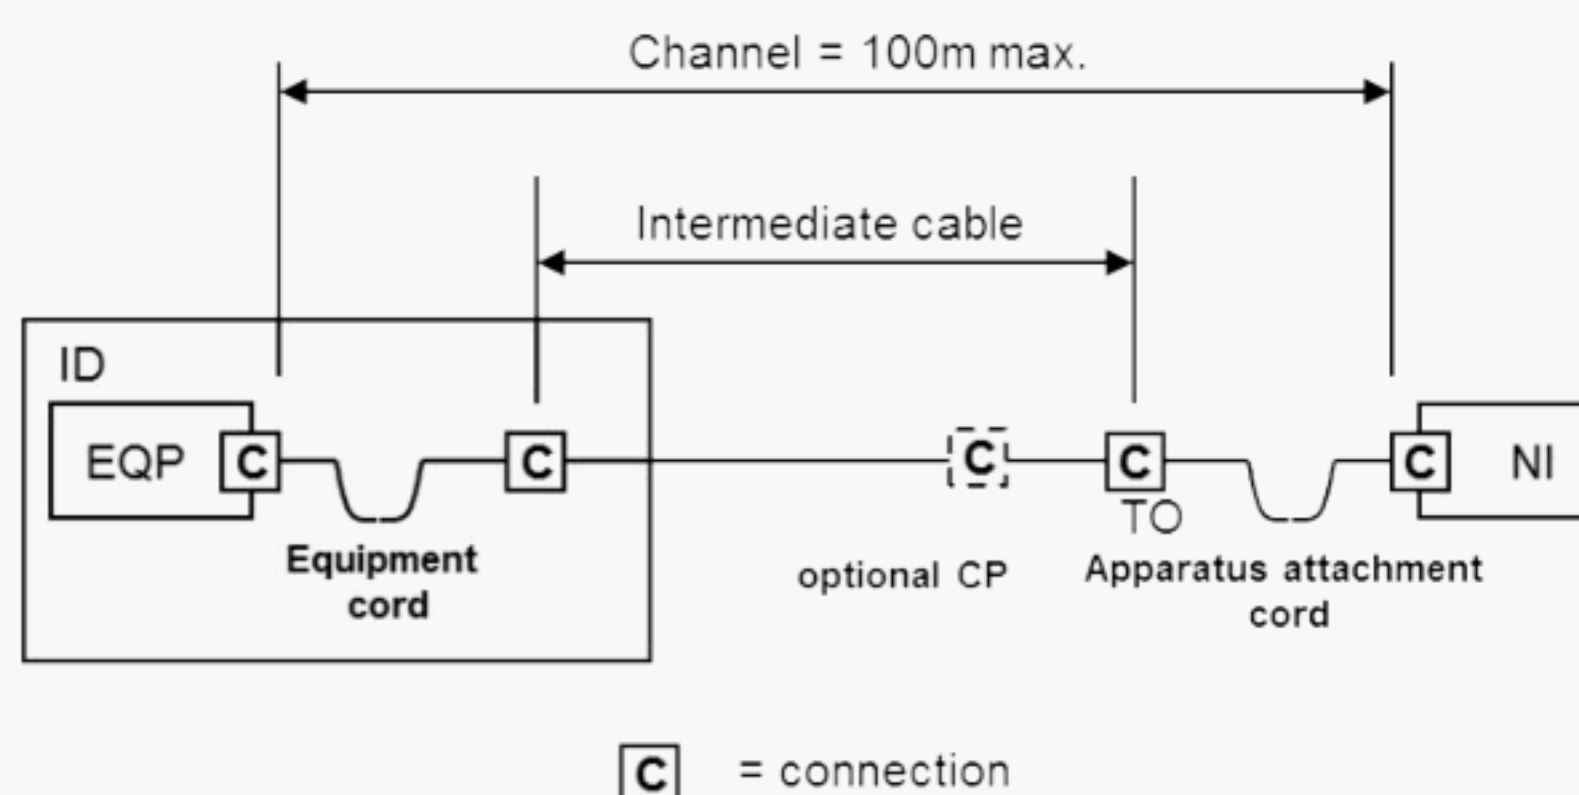 Channel = 100m max.
Intermediate cable
ID
EQP
C
C
C
C
C
NI
TO
Equipment
cord
optional CP
Apparatus attachment
cord
C = connection